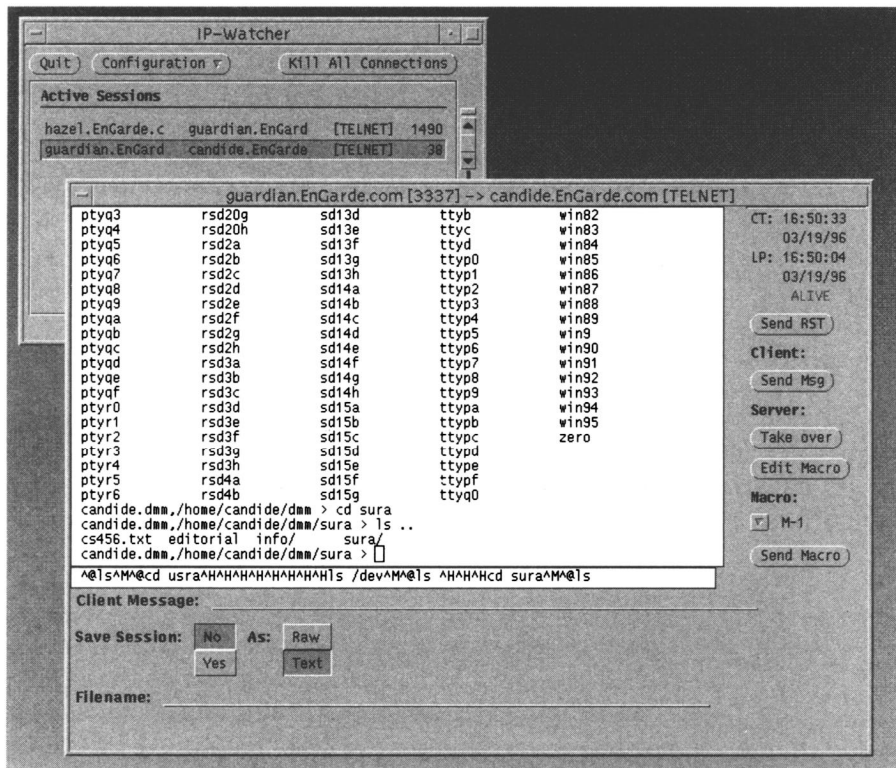 IP-Watcher
Quit Configuration Kill All Connections
Active Sessions
hazel.EnGarde.c guardian.EnGard [TELNET] 1490
guardian.EnGard candide.EnGarde [TELNET] 38
guardian.EnGarde.com [3337] -> candide.EnGarde.com [TELNET]
ptyq3 rsd20g sd13d ttyb win82
ptyq4 rsd20h sd13e ttyc win83
ptyq5 rsd2a sd13f ttyd win84
ptyq6 rsd2b sd13g ttyp0 win85
ptyq7 rsd2c sd13h ttyp1 win86
ptyq8 rsd2d sd14a ttyp2 win87
ptyq9 rsd2e sd14b ttyp3 win88
ptyqa rsd2f sd14c ttyp4 win89
ptyqb rsd2g sd14d ttyp5 win9
ptyqc rsd2h sd14e ttyp6 win90
ptyqd rsd3a sd14f ttyp7 win91
ptyqe rsd3b sd14g ttyp8 win92
ptyqf rsd3c sd14h ttyp9 win93
ptyr0 rsd3d sd15a ttypa win94
ptyr1 rsd3e sd15b ttypb win95
ptyr2 rsd3f sd15c ttypc zero
ptyr3 rsd3g sd15d ttypd
ptyr4 rsd3h sd15e ttype
ptyr5 rsd4a sd15f ttypf
ptyr6 rsd4b sd15g ttyq0
candide.dmm,/home/candide/dmm > cd sura
candide.dmm,/home/candide/dmm/sura > ls ..
cs456.txt editorial info/ sura/
candide.dmm,/home/candide/dmm/sura >
^@ls^M^@cd usra^H^H^H^H^H^H^H^Hls /dev^M^@ls ^H^H^Hcd sura^M^@ls
CT: 16:50:33
03/19/96
LP: 16:50:04
03/19/96
ALIVE
Send RST
Client:
Send Msg
Server:
Take over
Edit Macro
Macro:
M-1
Send Macro
Client Message:
Save Session: No As: Raw
Yes Text
Filename: